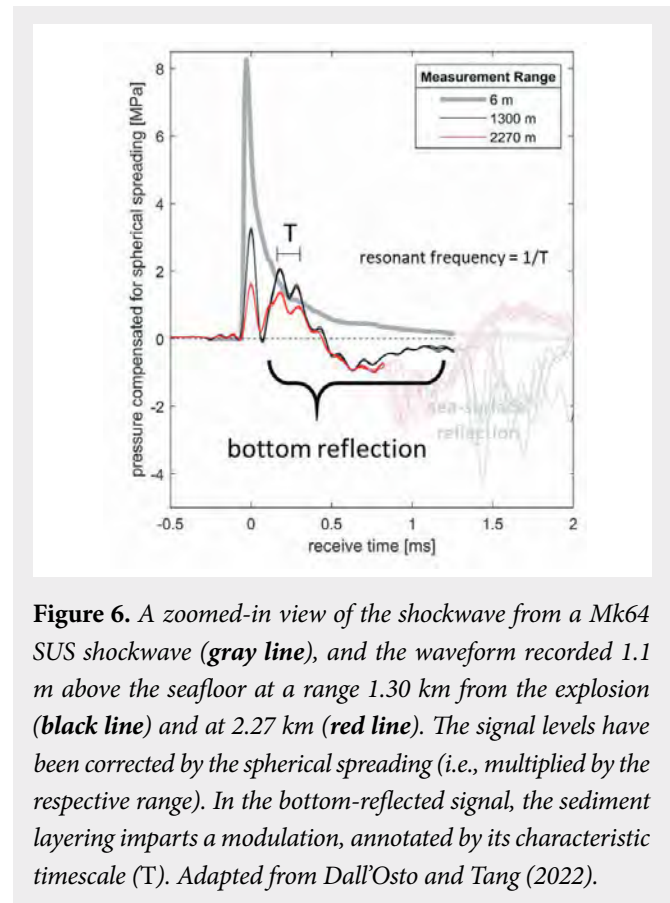 pressure compensated for spherical spreading [MPa]
8
6
4
2
0
-2
-4
Measurement Range
6 m
1300 m
2270 m
T
resonant frequency = 1/T
sea-surface
reflection
bottom reflection
-0.5
0
0.5
1
1.5
2
receive time [ms]
Figure 6. A zoomed-in view of the shockwave from a Mk64
SUS shockwave (gray line), and the waveform recorded 1.1
m above the seafloor at a range 1.30 km from the explosion
(black line) and at 2.27 km (red line). The signal levels have
been corrected by the spherical spreading (i.e., multiplied by the
respective range). In the bottom-reflected signal, the sediment
layering imparts a modulation, annotated by its characteristic
timescale (T). Adapted from Dall’Osto and Tang (2022).